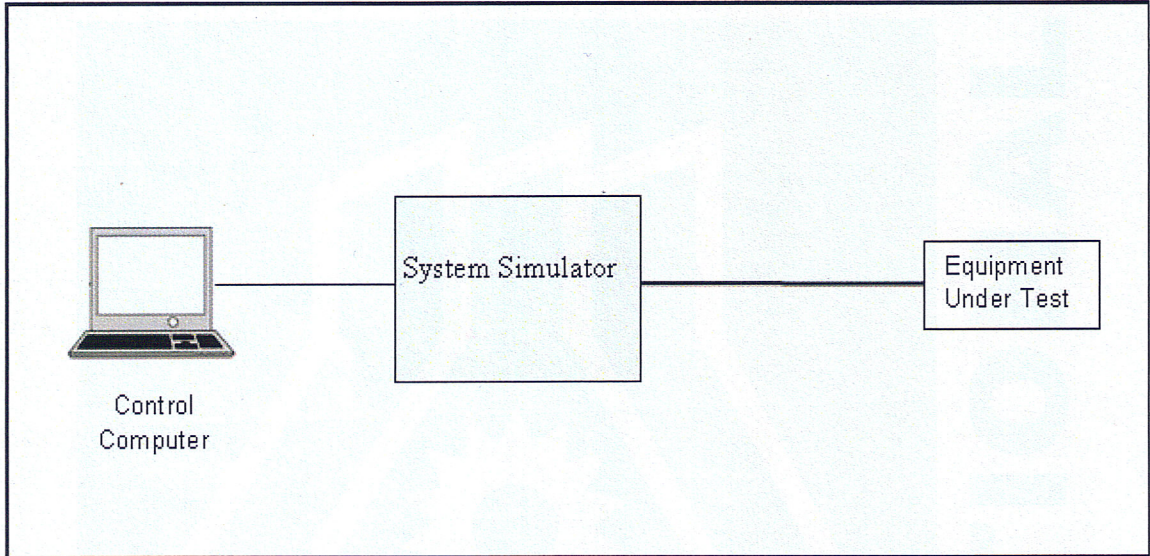 System Simulator
Equipment
Under Test
Control
Computer